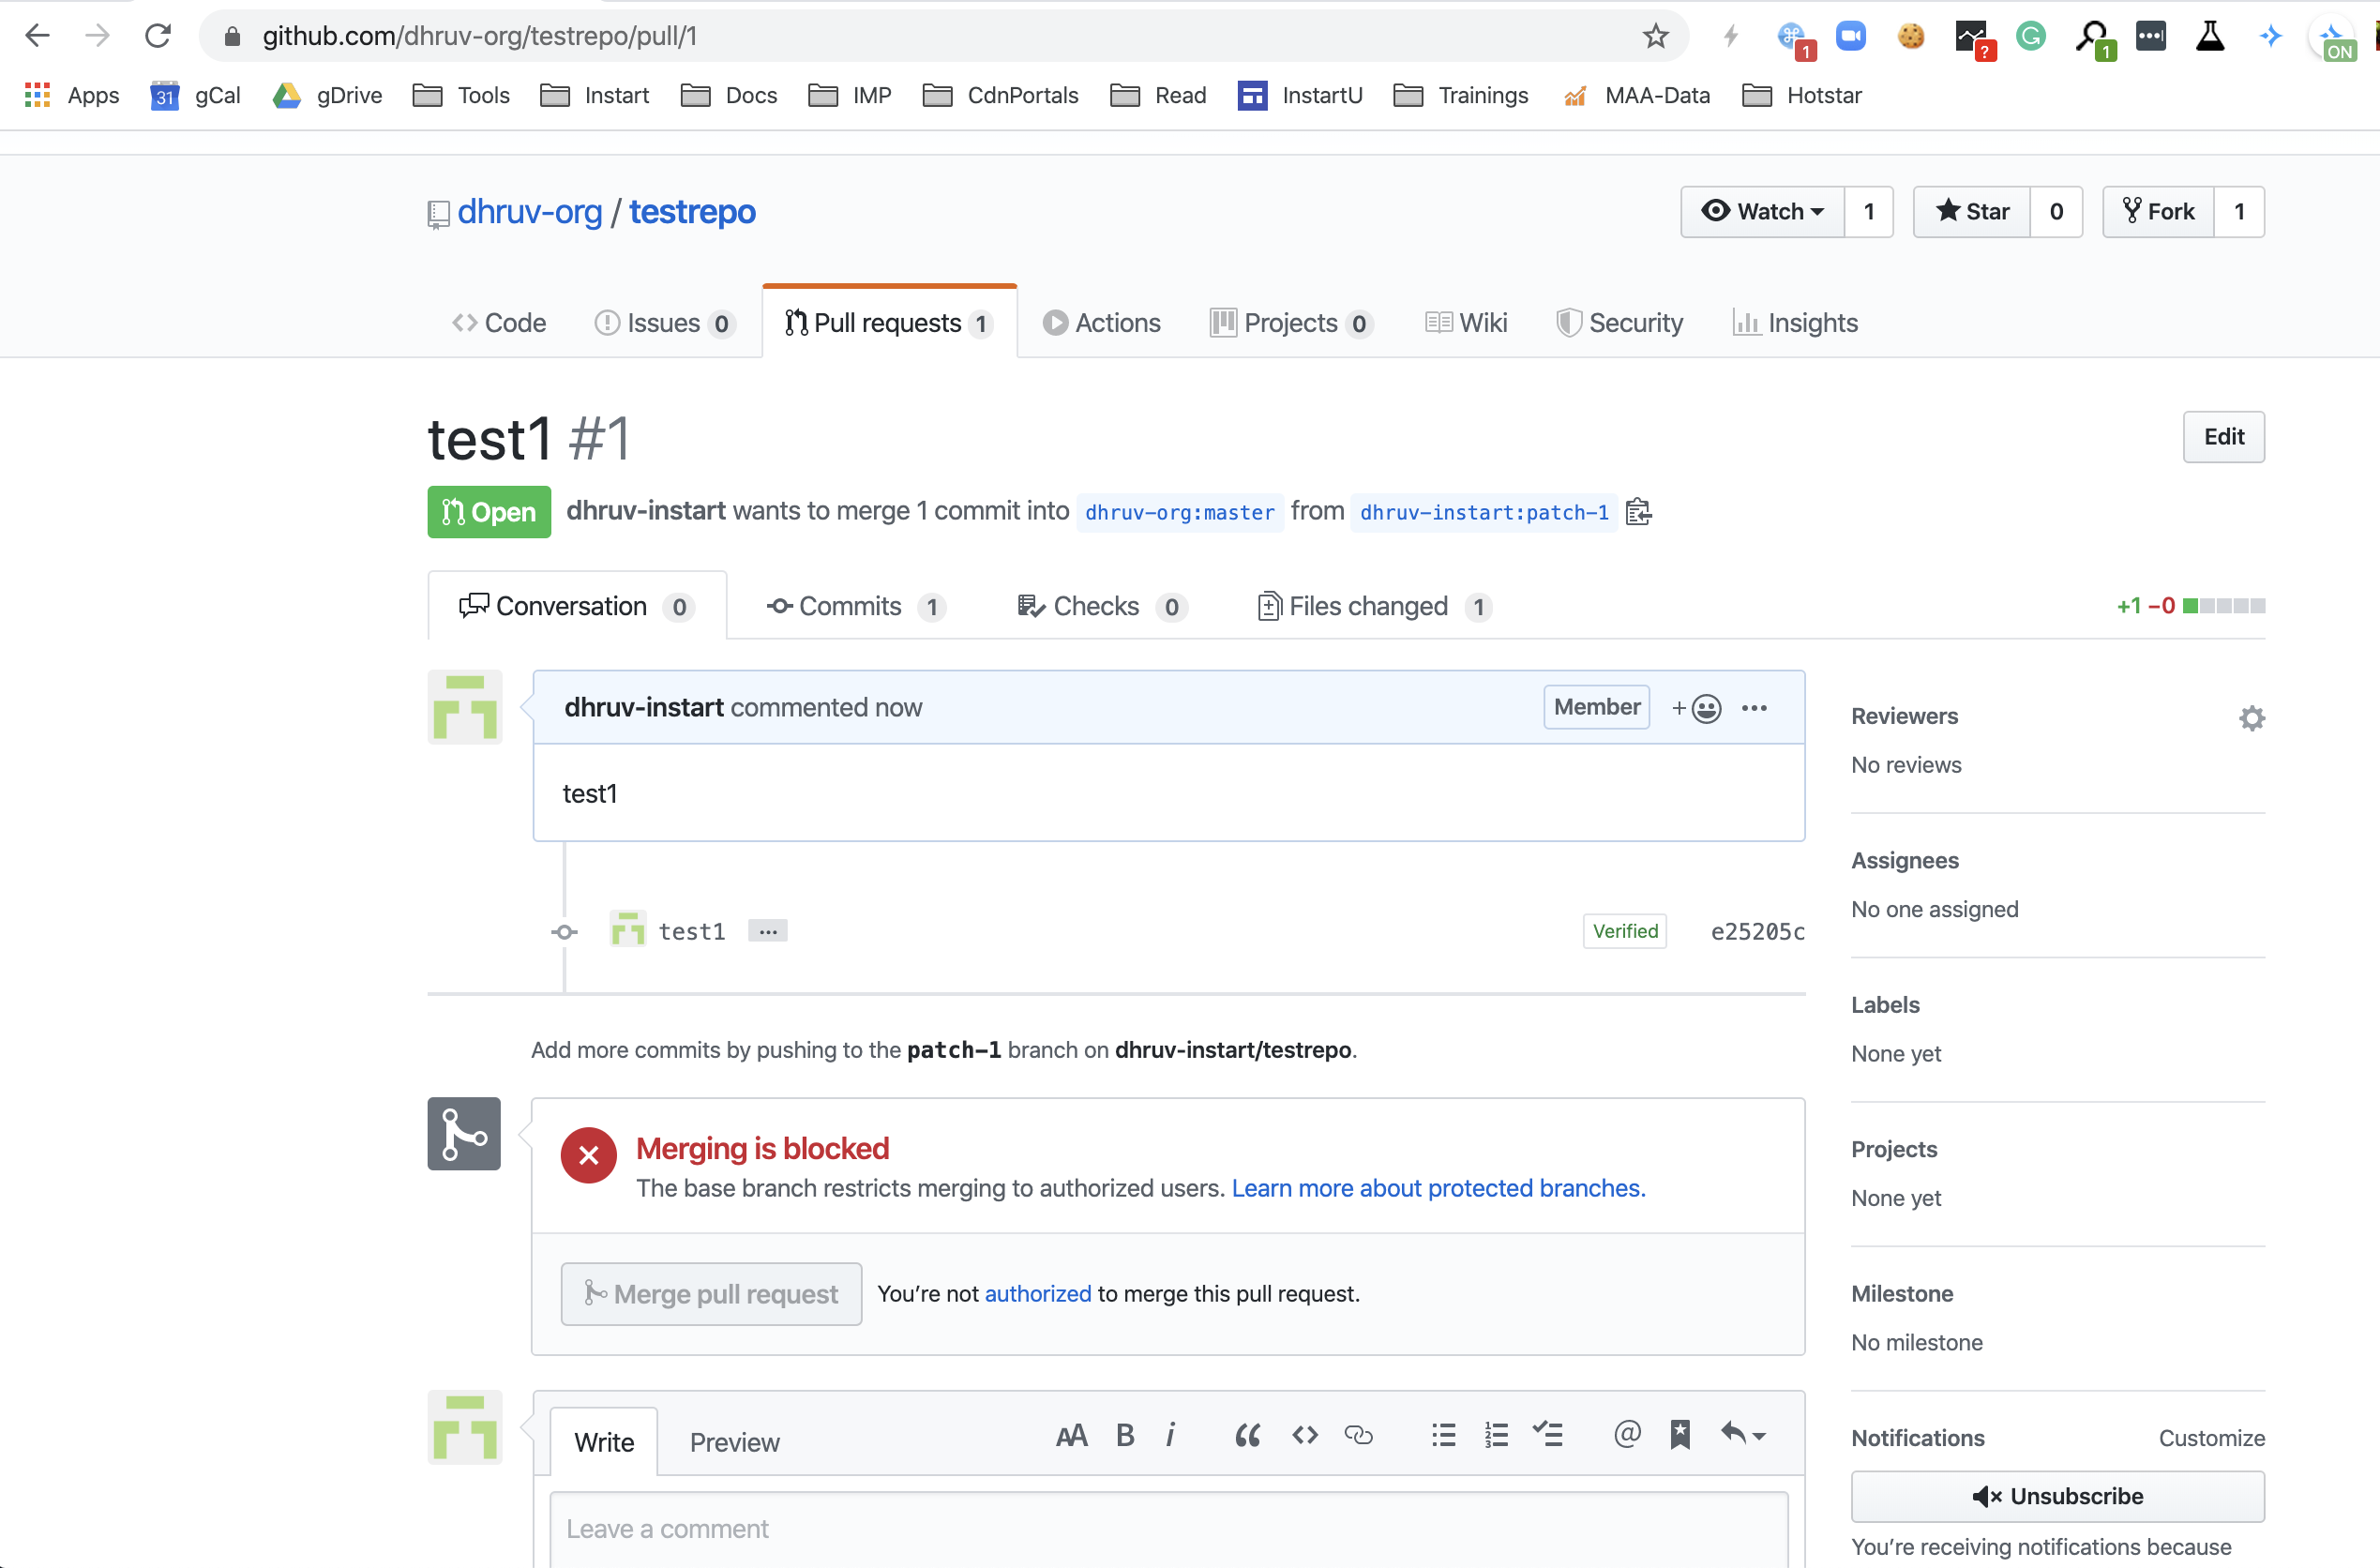 github.com/dhruv-org/testrepo/pull/1
1 ? 1 ON
Apps 31 gCal gDrive Tools Instart Docs IMP CdnPortals Read InstartU Trainings MAA-Data Hotstar
dhruv-org / testrepo
Watch 1 Star 0 Fork 1
Code Issues 0 Pull requests 1 Actions Projects 0 Wiki Security Insights
test1 #1
Edit
Open dhruv-instart wants to merge 1 commit into dhruv-org:master from dhruv-instart:patch-1
Conversation 0 Commits 1 Checks 0 Files changed 1 +1 −0
dhruv-instart commented now Member
test1
test1 … Verified e25205c
Add more commits by pushing to the patch-1 branch on dhruv-instart/testrepo.
Merging is blocked
The base branch restricts merging to authorized users. Learn more about protected branches.
Merge pull request You’re not authorized to merge this pull request.
Write Preview
Leave a comment
Reviewers
No reviews
Assignees
No one assigned
Labels
None yet
Projects
None yet
Milestone
No milestone
Notifications Customize
Unsubscribe
You’re receiving notifications because